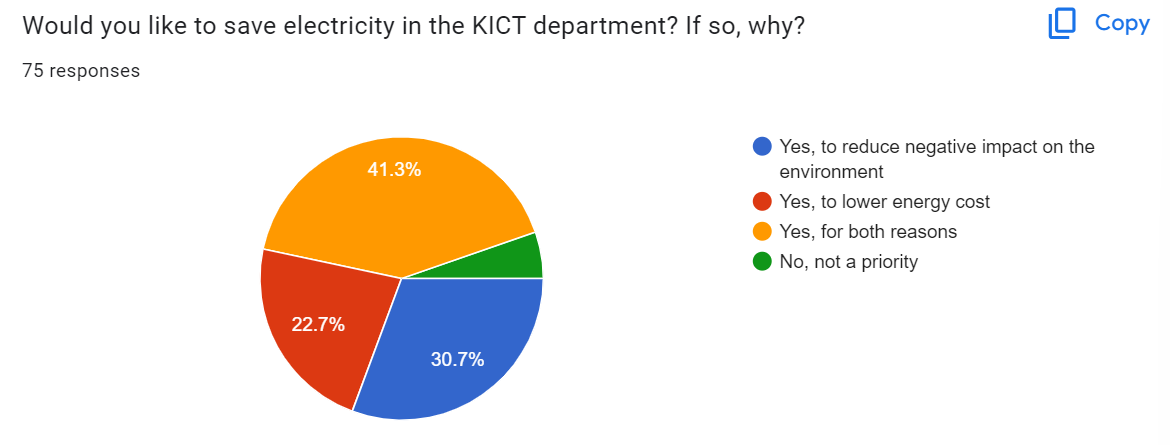 Would you like to save electricity in the KICT department? If so, why?
Copy
75 responses
41.3%
22.7%
30.7%
Yes, to reduce negative impact on the
environment
Yes, to lower energy cost
Yes, for both reasons
No, not a priority